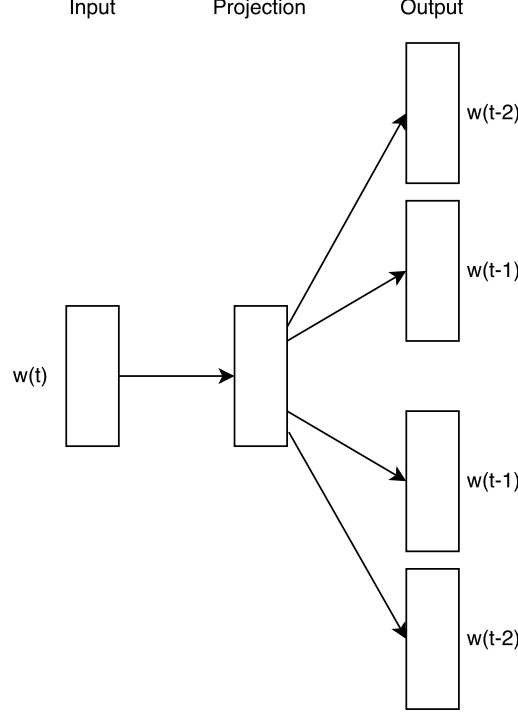 Input Projection Output
w(t-2)
w(t-1)
w(t)
w(t-1)
w(t-2)